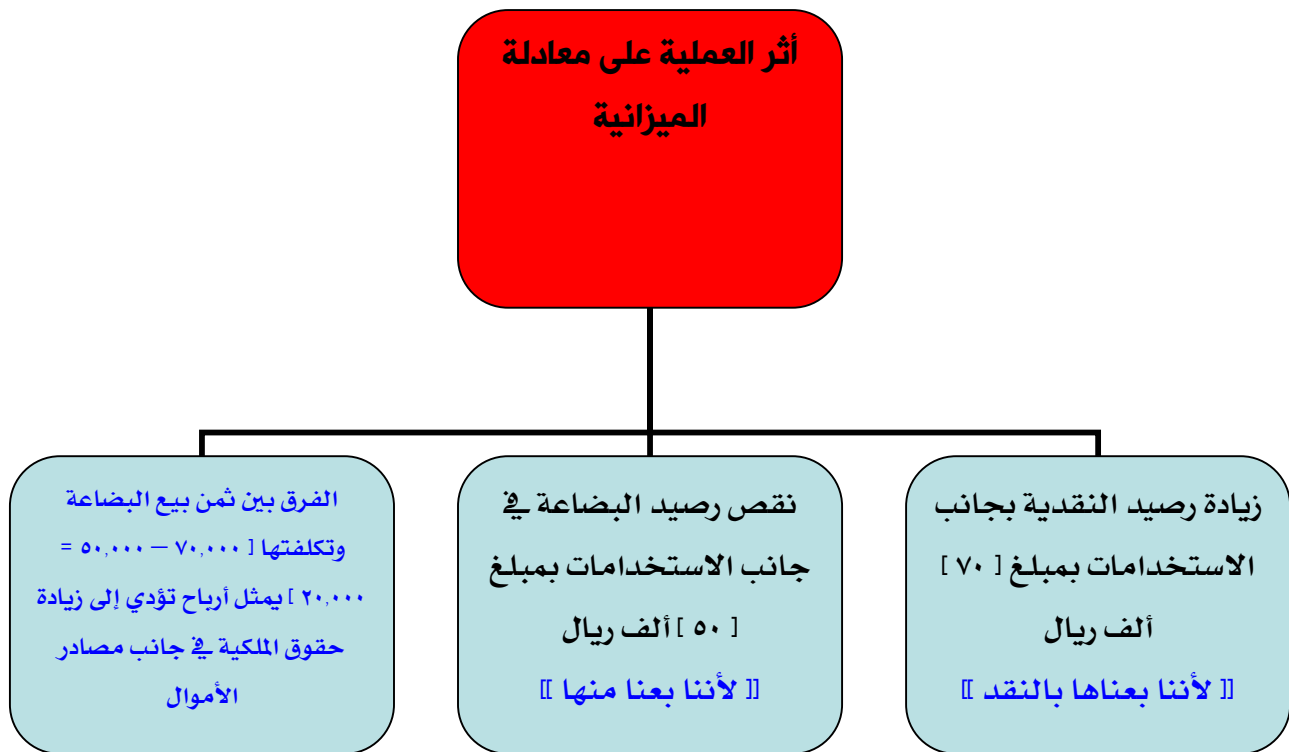 أثر العملية على معادلة
الميزانية
زيادة رصيد النقدية بجانب
الاستخدامات بمبلغ [ ٧٠ ]
ألف ريال
[[ لأننا بعناها بالنقد ]]
نقص رصيد البضاعة في
جانب الاستخدامات بمبلغ
[ ٥٠ ] ألف ريال
[[ لأننا بعنا منها ]]
الفرق بين ثمن بيع البضاعة
وتكلفتها [ ٧٠,٠٠٠ – ٥٠,٠٠٠ =
٢٠,٠٠٠ ] يمثل أرباح تؤدي إلى زيادة
حقوق الملكية في جانب مصادر
الأموال